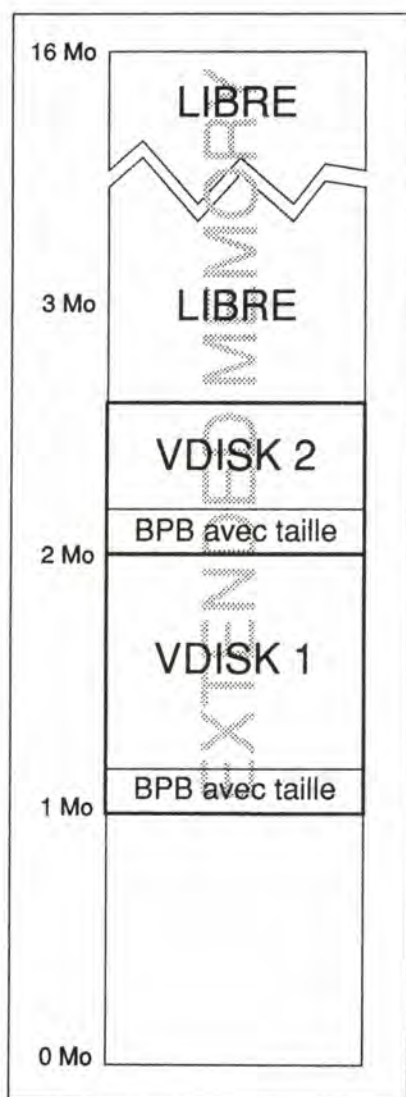 16 Mo
LIBRE
EXTENDED MEMORY
3 Mo
LIBRE
VDISK 2
BPB avec taille
2 Mo
VDISK 1
BPB avec taille
1 Mo
0 Mo